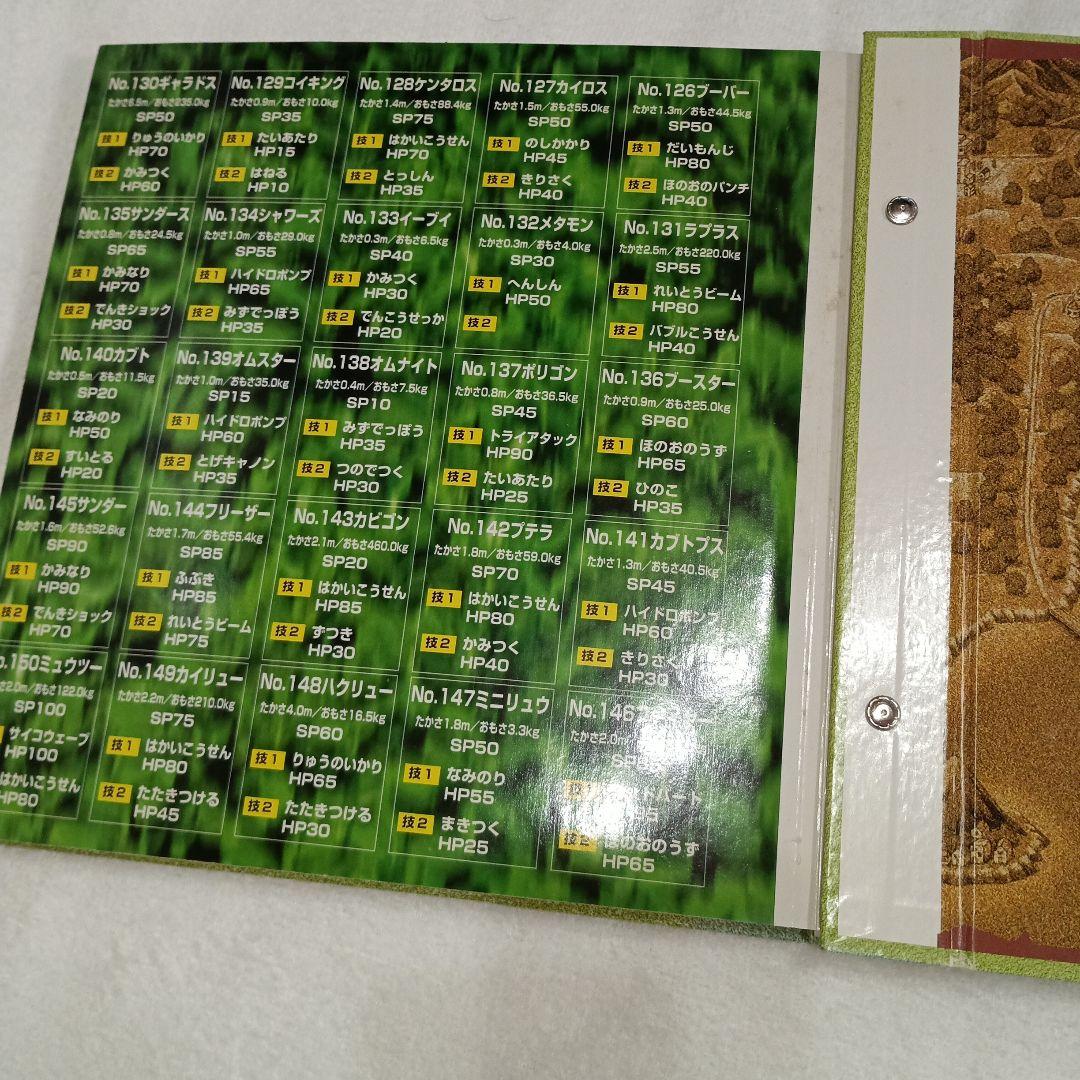 No.130ギャラドス
たかさ6.5m/おもさ235.0kg
SP50
技1 りゅうのいかり
HP70
技2 かみつく
HP60
No.129コイキング
たかさ0.9m/おもさ10.0kg
SP35
技1 たいあたり
HP15
技2 はねる
HP10
No.128ケンタロス
たかさ1.4m/おもさ88.4kg
SP75
技1 はかいこうせん
HP70
技2 とっしん
HP35
No.127カイロス
たかさ1.5m/おもさ55.0kg
SP50
技1 のしかかり
HP45
技2 きりさく
HP40
No.126ブーバー
たかさ1.3m/おもさ44.5kg
SP50
技1 だいもんじ
HP80
技2 ほのおのパンチ
HP40
No.135サンダース
たかさ0.8m/おもさ24.5kg
SP65
技1 かみなり
HP70
技2 でんきショック
HP30
No.134シャワーズ
たかさ1.0m/おもさ29.0kg
SP55
技1 ハイドロポンプ
HP65
技2 みずでっぽう
HP35
No.133イーブイ
たかさ0.3m/おもさ6.5kg
SP40
技1 かみつく
HP30
技2 でんこうせっか
HP20
No.132メタモン
たかさ0.3m/おもさ4.0kg
SP30
技1 へんしん
HP50
技2
No.131ラプラス
たかさ2.5m/おもさ220.0kg
SP55
技1 れいとうビーム
HP80
技2 バブルこうせん
HP40
No.140カブト
たかさ0.5m/おもさ11.5kg
SP20
技1 なみのり
HP50
技2 すいとる
HP20
No.139オムスター
たかさ1.0m/おもさ35.0kg
SP15
技1 ハイドロポンプ
HP60
技2 とげキャノン
HP35
No.138オムナイト
たかさ0.4m/おもさ7.5kg
SP10
技1 みずでっぽう
HP35
技2 つのでつく
HP30
No.137ポリゴン
たかさ0.8m/おもさ36.5kg
SP45
技1 トライアタック
HP90
技2 たいあたり
HP25
No.136ブースター
たかさ0.9m/おもさ25.0kg
SP60
技1 ほのおのうず
HP65
技2 ひのこ
HP35
No.145サンダー
たかさ1.6m/おもさ52.6kg
SP90
技1 かみなり
HP90
技2 でんきショック
HP70
No.144フリーザー
たかさ1.7m/おもさ55.4kg
SP85
技1 ふぶき
HP85
技2 れいとうビーム
HP75
No.143カビゴン
たかさ2.1m/おもさ460.0kg
SP20
技1 はかいこうせん
HP85
技2 ずつき
HP30
No.142プテラ
たかさ1.8m/おもさ59.0kg
SP70
技1 はかいこうせん
HP80
技2 かみつく
HP40
No.141カブトプス
たかさ1.3m/おもさ40.5kg
SP45
技1 ハイドロポンプ
HP60
技2 きりさく
HP30
.150ミュウツー
2.0m/おもさ122.0kg
SP100
サイコウェーブ
HP100
はかいこうせん
HP80
No.149カイリュー
たかさ2.2m/おもさ210.0kg
SP75
技1 はかいこうせん
HP80
技2 たたきつける
HP45
No.148ハクリュー
たかさ4.0m/おもさ16.5kg
SP60
技1 りゅうのいかり
HP65
技2 たたきつける
HP30
No.147ミニリュウ
たかさ1.8m/おもさ3.3kg
SP50
技1 なみのり
HP55
技2 まきつく
HP25
No.146
たかさ2.0m
技2 ほのおのうず
HP65